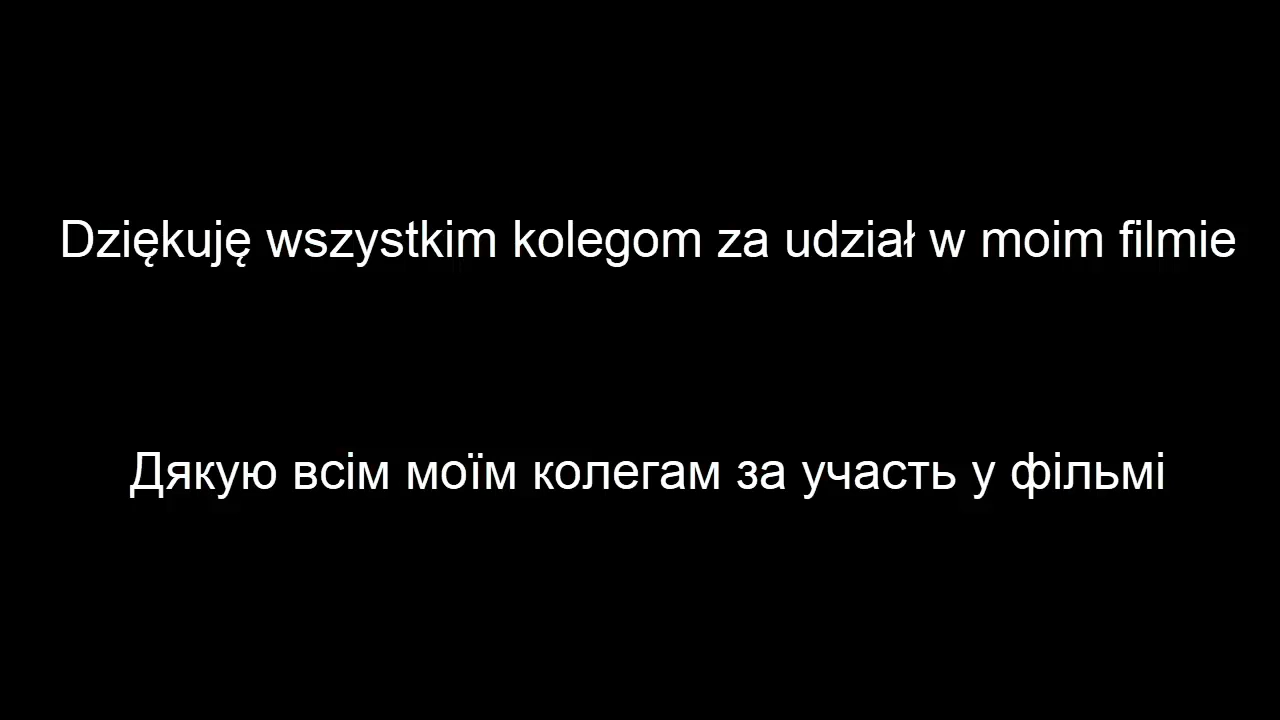 Dziękuję wszystkim kolegom za udział w moim filmie
Дякую всім моїм колегам за участь у фільмі